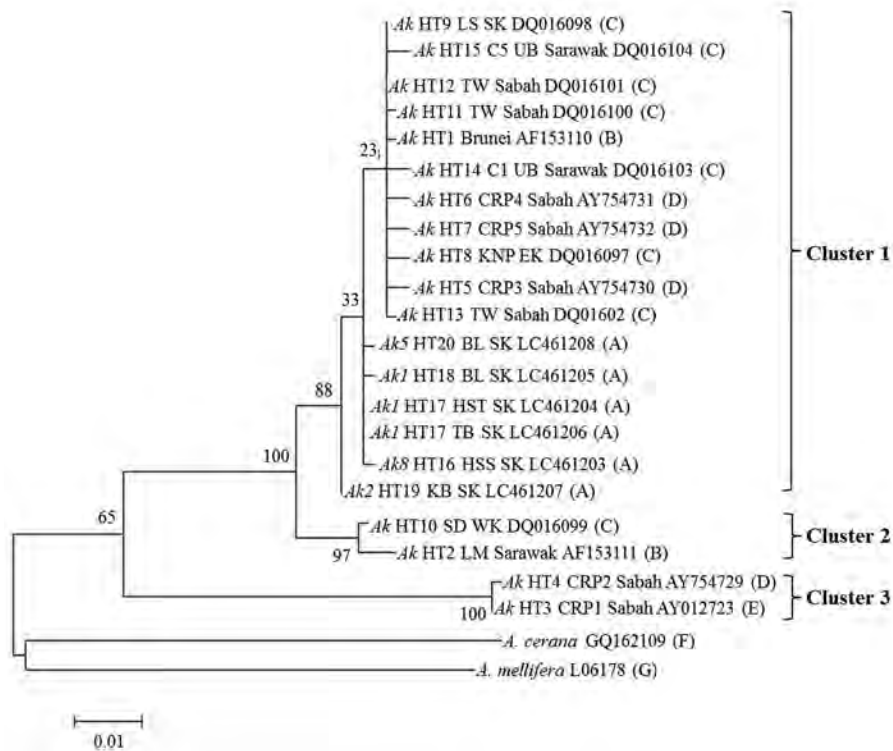 Ak HT9 LS SK DQ016098 (C)
Ak HT15 C5 UB Sarawak DQ016104 (C)
Ak HT12 TW Sabah DQ016101 (C)
Ak HT11 TW Sabah DQ016100 (C)
Ak HT1 Brunei AF153110 (B)
23
Ak HT14 C1 UB Sarawak DQ016103 (C)
Ak HT6 CRP4 Sabah AY754731 (D)
Ak HT7 CRP5 Sabah AY754732 (D)
Ak HT8 KNP EK DQ016097 (C)
Cluster 1
Ak HT5 CRP3 Sabah AY754730 (D)
33
Ak HT13 TW Sabah DQ01602 (C)
Ak5 HT20 BL SK LC461208 (A)
Ak1 HT18 BL SK LC461205 (A)
88
Ak1 HT17 HST SK LC461204 (A)
Ak1 HT17 TB SK LC461206 (A)
100
Ak8 HT16 HSS SK LC461203 (A)
Ak2 HT19 KB SK LC461207 (A)
65
Ak HT10 SD WK DQ016099 (C)
Cluster 2
97
Ak HT2 LM Sarawak AF153111 (B)
Ak HT4 CRP2 Sabah AY754729 (D)
Cluster 3
100
Ak HT3 CRP1 Sabah AY012723 (E)
A. cerana GQ162109 (F)
A. mellifera L06178 (G)
0.01